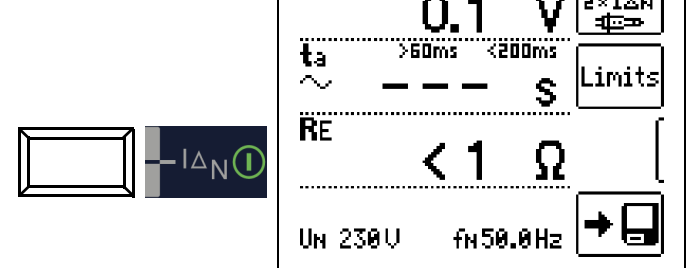 0.1 V
2×IΔN
ta >60ms <200ms
--- s
Limits
RE
<1 Ω
IΔN
UN 230V fN50.0Hz